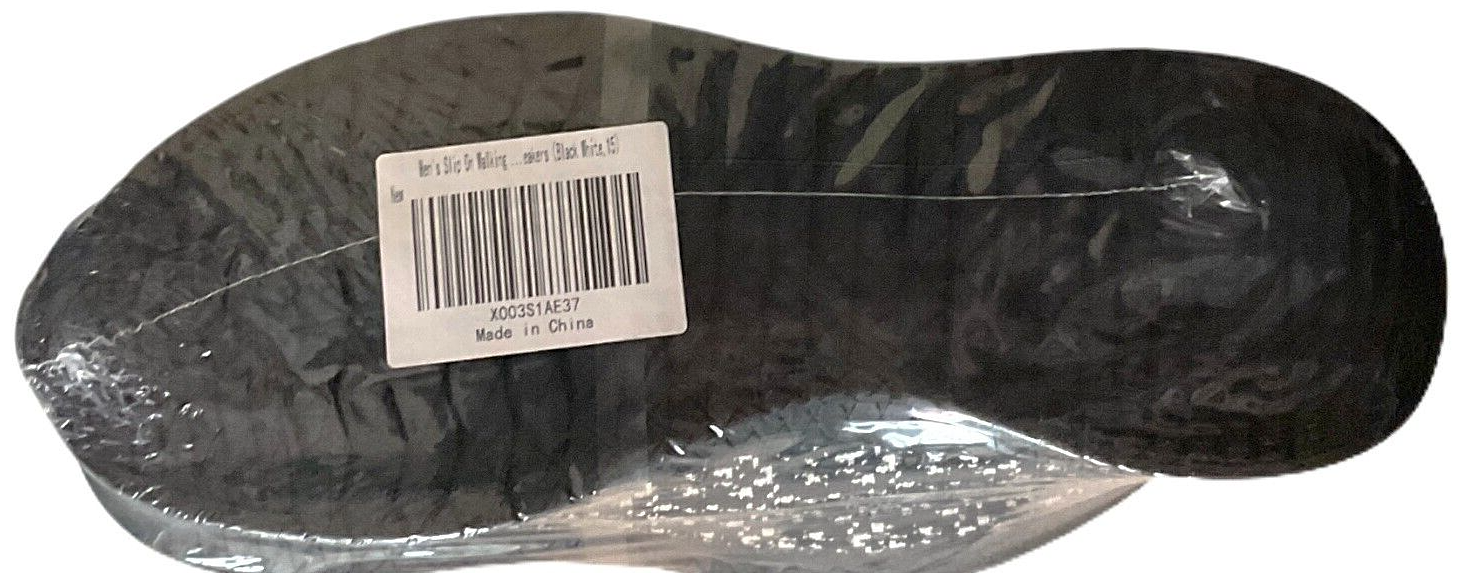 Men's Slip On Walking ...eakers (Black White,15)
New
X003S1AE37
Made in China